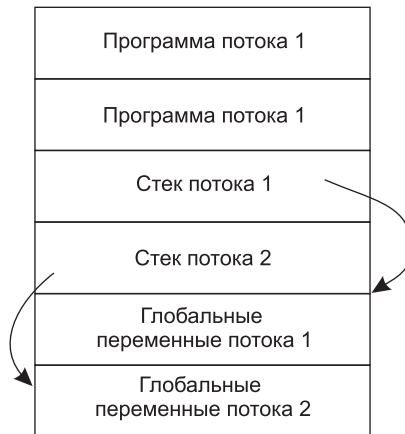 Программа потока 1
Программа потока 1
Стек потока 1
Стек потока 2
Глобальные
переменные потока 1
Глобальные
переменные потока 2